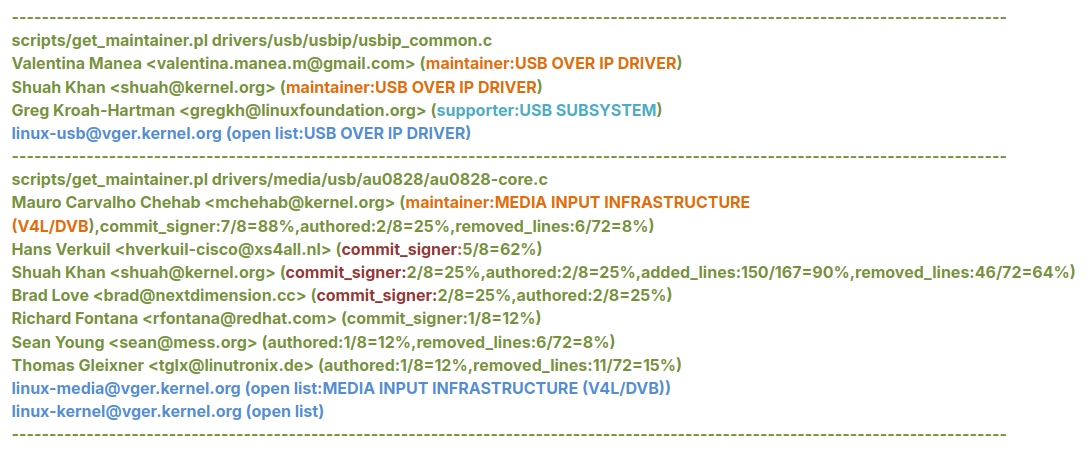 ------------------------------------------------------------------------------------------------------------------------------------
scripts/get_maintainer.pl drivers/usb/usbip/usbip_common.c
Valentina Manea <valentina.manea.m@gmail.com> (maintainer:USB OVER IP DRIVER)
Shuah Khan <shuah@kernel.org> (maintainer:USB OVER IP DRIVER)
Greg Kroah-Hartman <gregkh@linuxfoundation.org> (supporter:USB SUBSYSTEM)
linux-usb@vger.kernel.org (open list:USB OVER IP DRIVER)
------------------------------------------------------------------------------------------------------------------------------------
scripts/get_maintainer.pl drivers/media/usb/au0828/au0828-core.c
Mauro Carvalho Chehab <mchehab@kernel.org> (maintainer:MEDIA INPUT INFRASTRUCTURE
(V4L/DVB),commit_signer:7/8=88%,authored:2/8=25%,removed_lines:6/72=8%)
Hans Verkuil <hverkuil-cisco@xs4all.nl> (commit_signer:5/8=62%)
Shuah Khan <shuah@kernel.org> (commit_signer:2/8=25%,authored:2/8=25%,added_lines:150/167=90%,removed_lines:46/72=64%)
Brad Love <brad@nextdimension.cc> (commit_signer:2/8=25%,authored:2/8=25%)
Richard Fontana <rfontana@redhat.com> (commit_signer:1/8=12%)
Sean Young <sean@mess.org> (authored:1/8=12%,removed_lines:6/72=8%)
Thomas Gleixner <tglx@linutronix.de> (authored:1/8=12%,removed_lines:11/72=15%)
linux-media@vger.kernel.org (open list:MEDIA INPUT INFRASTRUCTURE (V4L/DVB))
linux-kernel@vger.kernel.org (open list)
------------------------------------------------------------------------------------------------------------------------------------